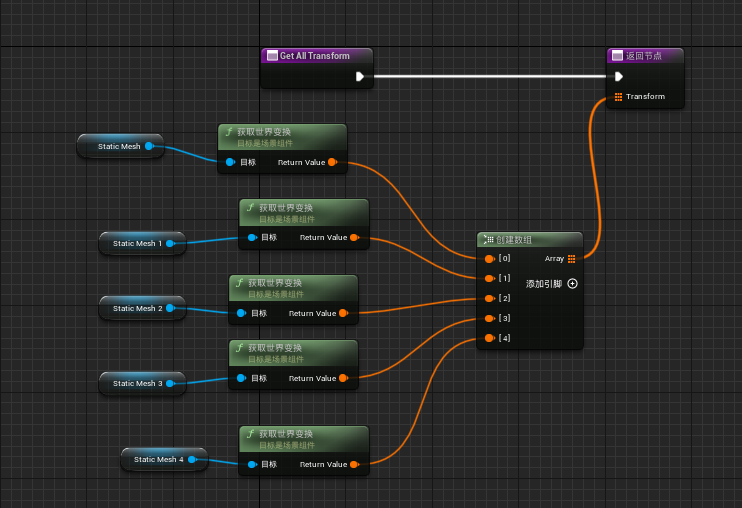 Get All Transform
返回节点
Transform
Static Mesh
获取世界变换
目标是场景组件
目标
Return Value
Static Mesh 1
获取世界变换
目标是场景组件
目标
Return Value
创建数组
[0]
Array
[1]
添加引脚
[2]
[3]
[4]
Static Mesh 2
获取世界变换
目标是场景组件
目标
Return Value
Static Mesh 3
获取世界变换
目标是场景组件
目标
Return Value
Static Mesh 4
获取世界变换
目标是场景组件
目标
Return Value